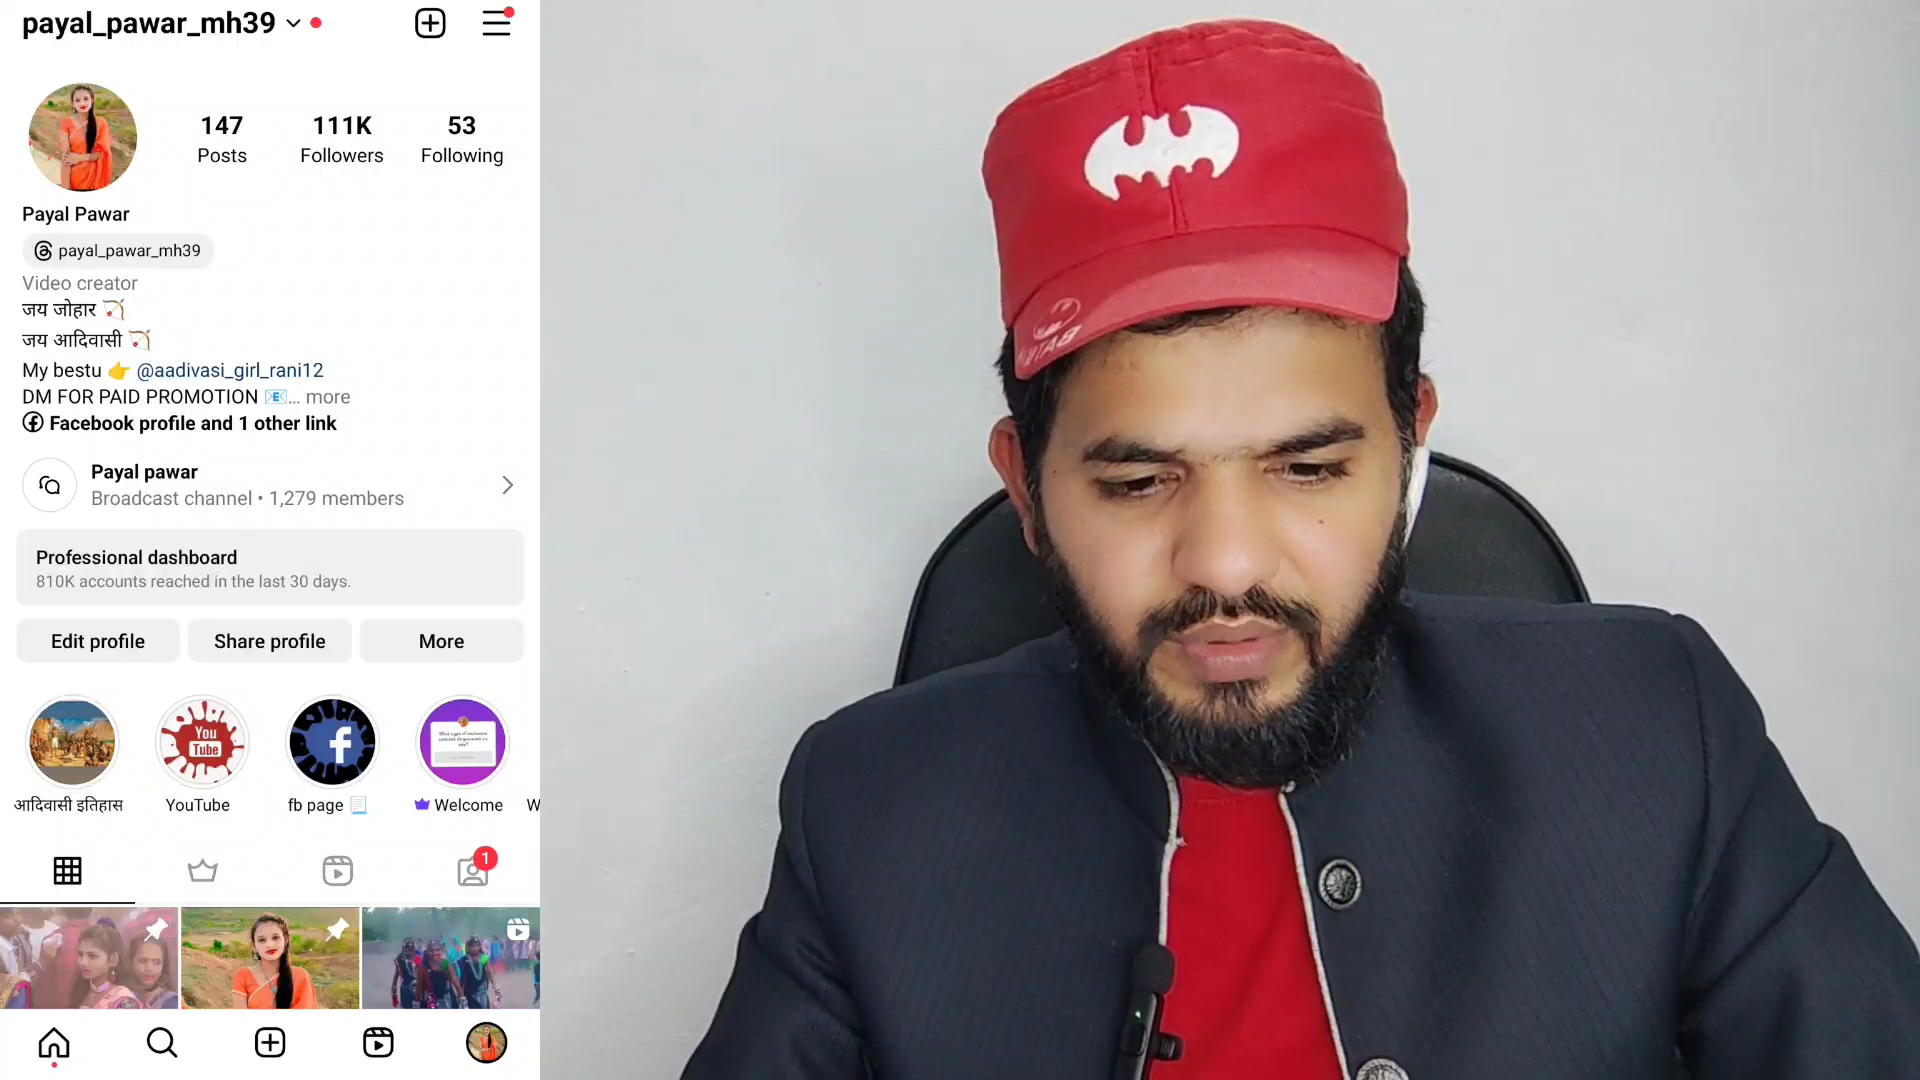 payal_pawar_mh39
147
Posts
111K
Followers
53
Following
Payal Pawar
payal_pawar_mh39
Video creator
जय जोहार 🏹
जय आदिवासी 🏹
My bestu 👉 @aadivasi_girl_rani12
DM FOR PAID PROMOTION 📧... more
Facebook profile and 1 other link
Payal pawar
Broadcast channel • 1,279 members
Professional dashboard
810K accounts reached in the last 30 days.
Edit profile
Share profile
More
You
Tube
f
आदिवासी इतिहास
YouTube
fb page 📃
Welcome
W
1